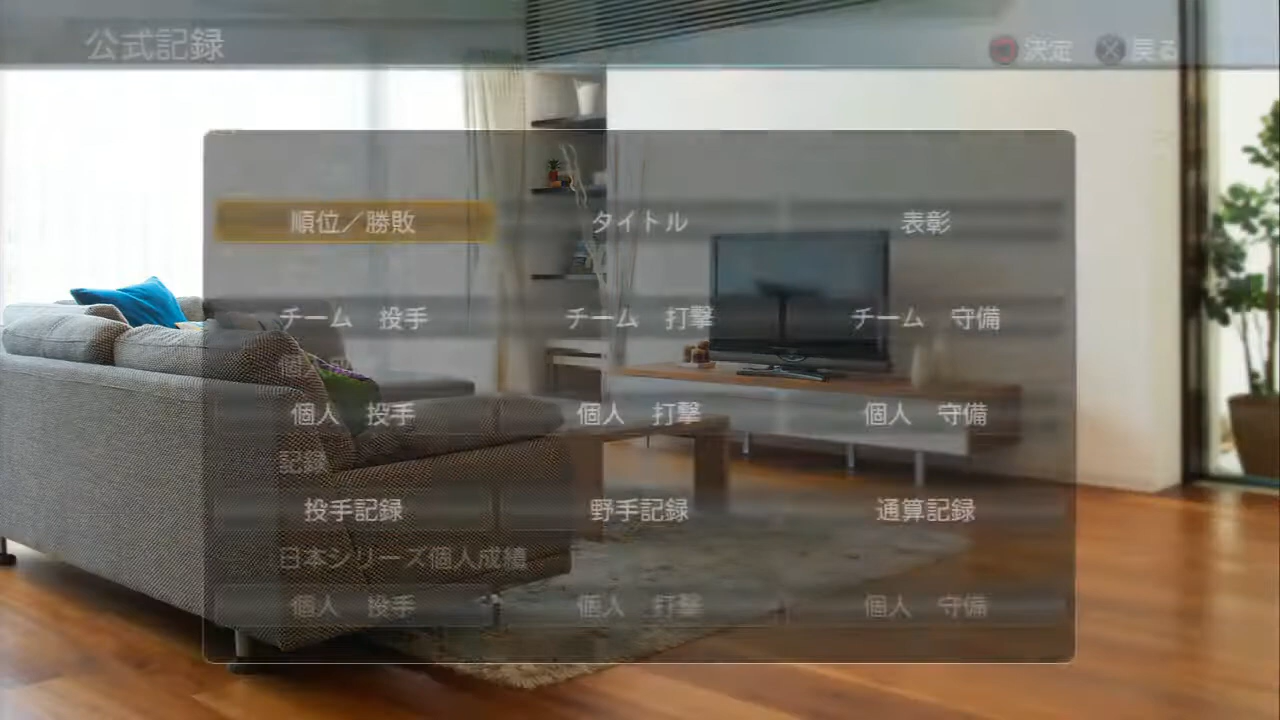 公式記録
決定 戻る
順位／勝敗 タイトル 表彰
チーム 投手 チーム 打撃 チーム 守備
個人
個人 投手 個人 打撃 個人 守備
記録
投手記録 野手記録 通算記録
日本シリーズ個人成績
個人 投手 個人 打撃 個人 守備